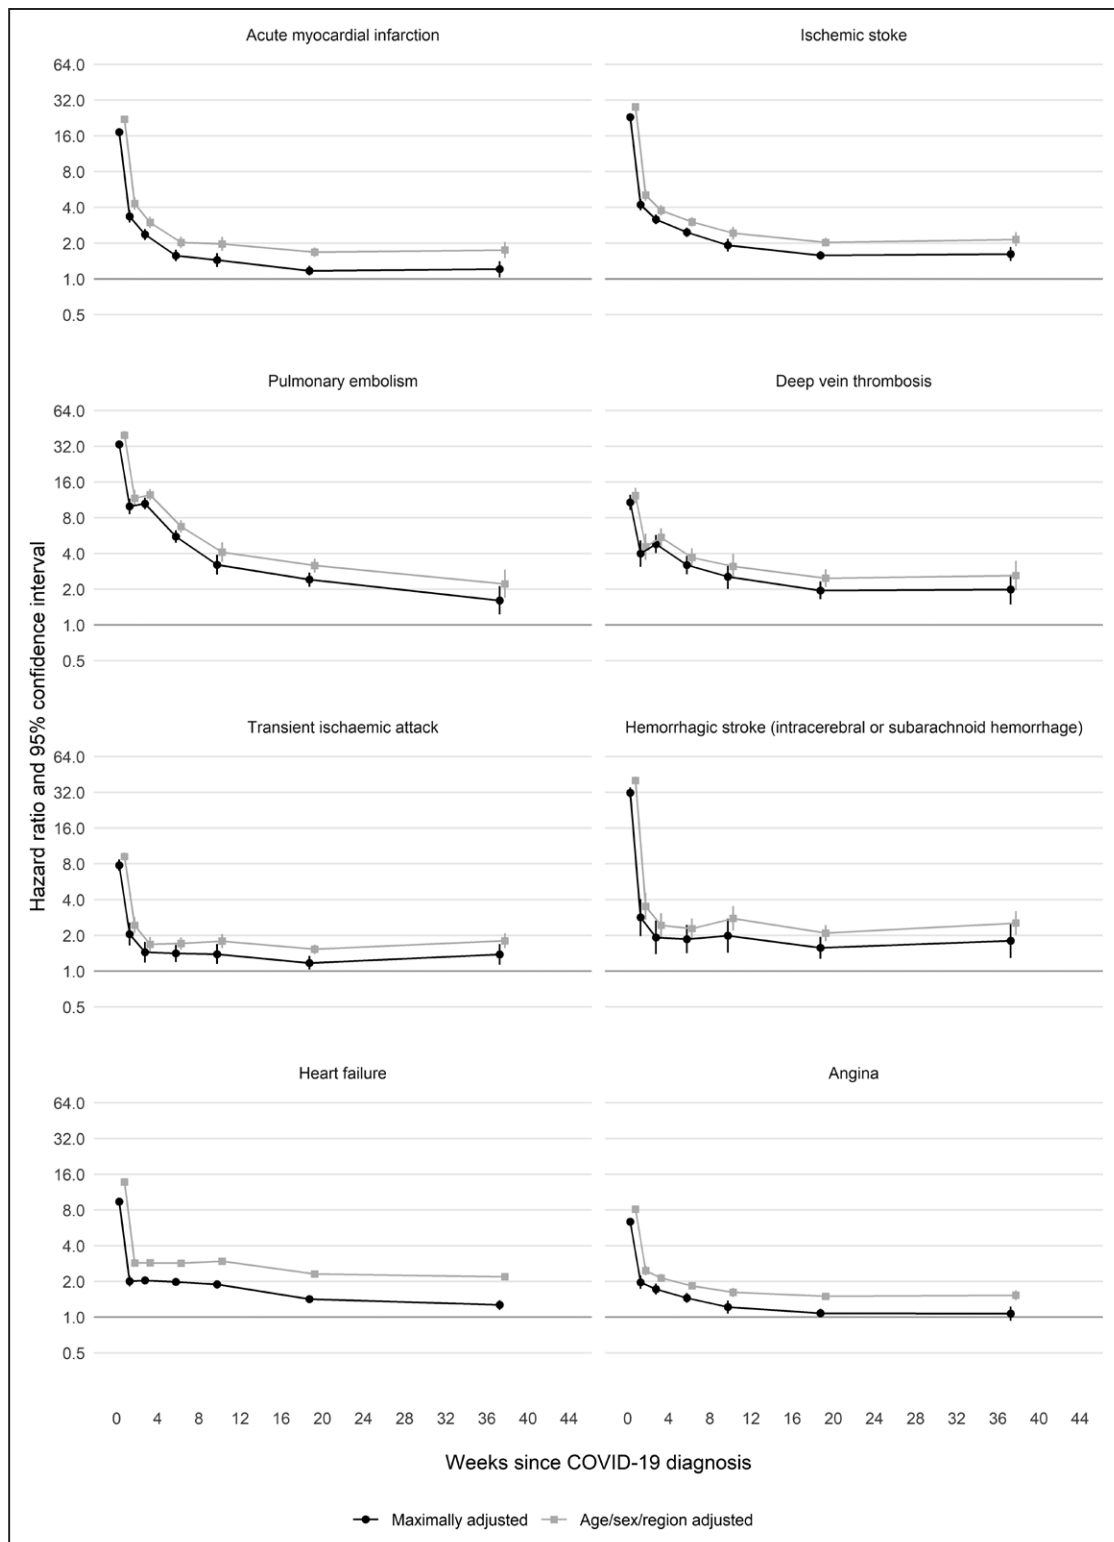 Acute myocardial infarction
Ischemic stoke
64.0
32.0
16.0
8.0
4.0
2.0
1.0
0.5
Pulmonary embolism
Deep vein thrombosis
64.0
32.0
16.0
8.0
4.0
2.0
1.0
0.5
Hazard ratio and 95% confidence interval
Transient ischaemic attack
Hemorrhagic stroke (intracerebral or subarachnoid hemorrhage)
64.0
32.0
16.0
8.0
4.0
2.0
1.0
0.5
Heart failure
Angina
64.0
32.0
16.0
8.0
4.0
2.0
1.0
0.5
0 4 8 12 16 20 24 28 32 36 40 44
0 4 8 12 16 20 24 28 32 36 40 44
Weeks since COVID-19 diagnosis
Maximally adjusted
Age/sex/region adjusted